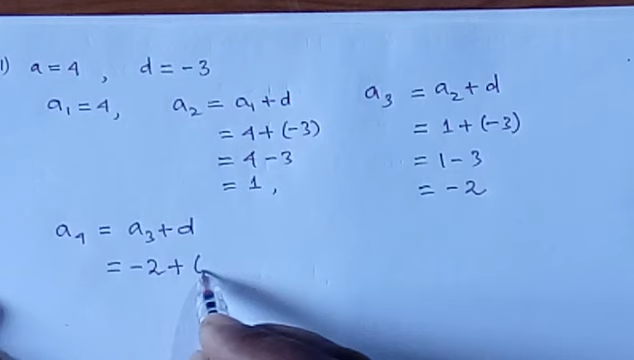 1) a = 4 , d = -3
a₁ = 4, a₂ = a₁ + d
= 4 + (-3)
= 4 - 3
= 1 ,
a₃ = a₂ + d
= 1 + (-3)
= 1 - 3
= -2
a₄ = a₃ + d
= -2 + (